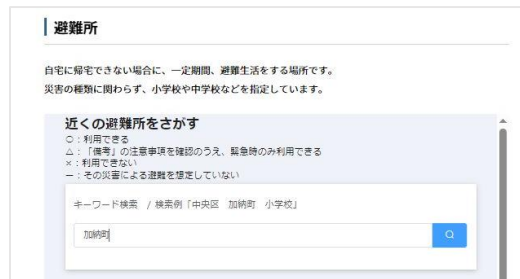 避難所
自宅に帰宅できない場合に、一定期間、避難生活をする場所です。
災害の種類に関わらず、小学校や中学校などを指定しています。
近くの避難所をさがす
○：利用できる
△：「備考」の注意事項を確認のうえ、緊急時のみ利用できる
×：利用できない
ー：その災害による避難を想定していない
キーワード検索 / 検索例「中央区 加納町 小学校」
加納町